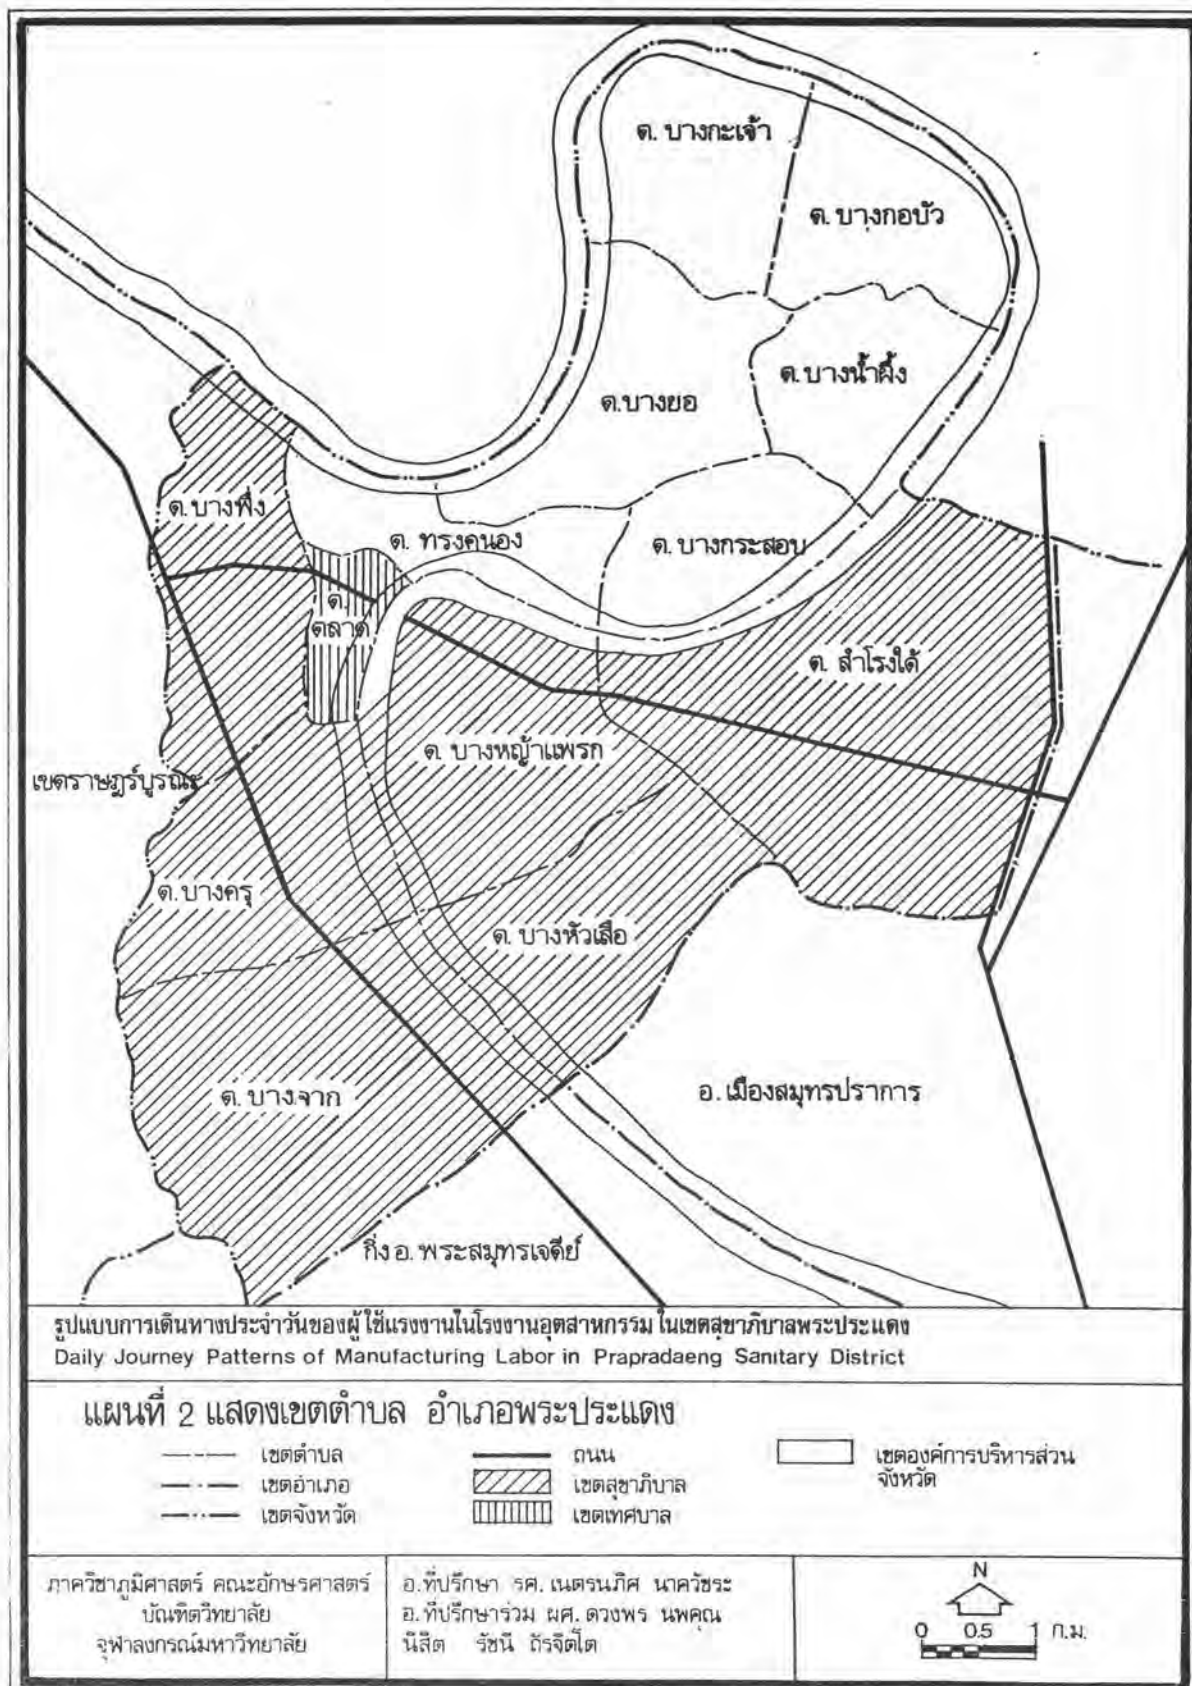 ต. บางกะเจ้า
ต. บางกอบัว
ต. บางน้ำผึ้ง
ต. บางยอ
ต. บางพึ่ง
ต. ทรงคนอง
ต. บางกระสอบ
ต. ตลาด
ต. สำโรงใต้
ต. บางหญ้าแพรก
เขตราษฎร์บูรณะ
ต. บางครุ
ต. บางหัวเสือ
ต. บางจาก
อ. เมืองสมุทรปราการ
กิ่ง อ. พระสมุทรเจดีย์
รูปแบบการเดินทางประจำวันของผู้ใช้แรงงานในโรงงานอุตสาหกรรม ในเขตสุขาภิบาลพระประแดง
Daily Journey Patterns of Manufacturing Labor in Prapradaeng Sanitary District
แผนที่ 2 แสดงเขตตำบล อำเภอพระประแดง
เขตตำบล
เขตอำเภอ
เขตจังหวัด
ถนน
เขตสุขาภิบาล
เขตเทศบาล
เขตองค์การบริหารส่วน
จังหวัด
ภาควิชาภูมิศาสตร์ คณะอักษรศาสตร์
บัณฑิตวิทยาลัย
จุฬาลงกรณ์มหาวิทยาลัย
อ.ที่ปรึกษา รศ. เนตรนภิศ นาควัชระ
อ.ที่ปรึกษาร่วม ผศ. ดวงพร นพคุณ
นิสิต รัชนี ถิรจิตโต
N
0 0.5 1 ก.ม.